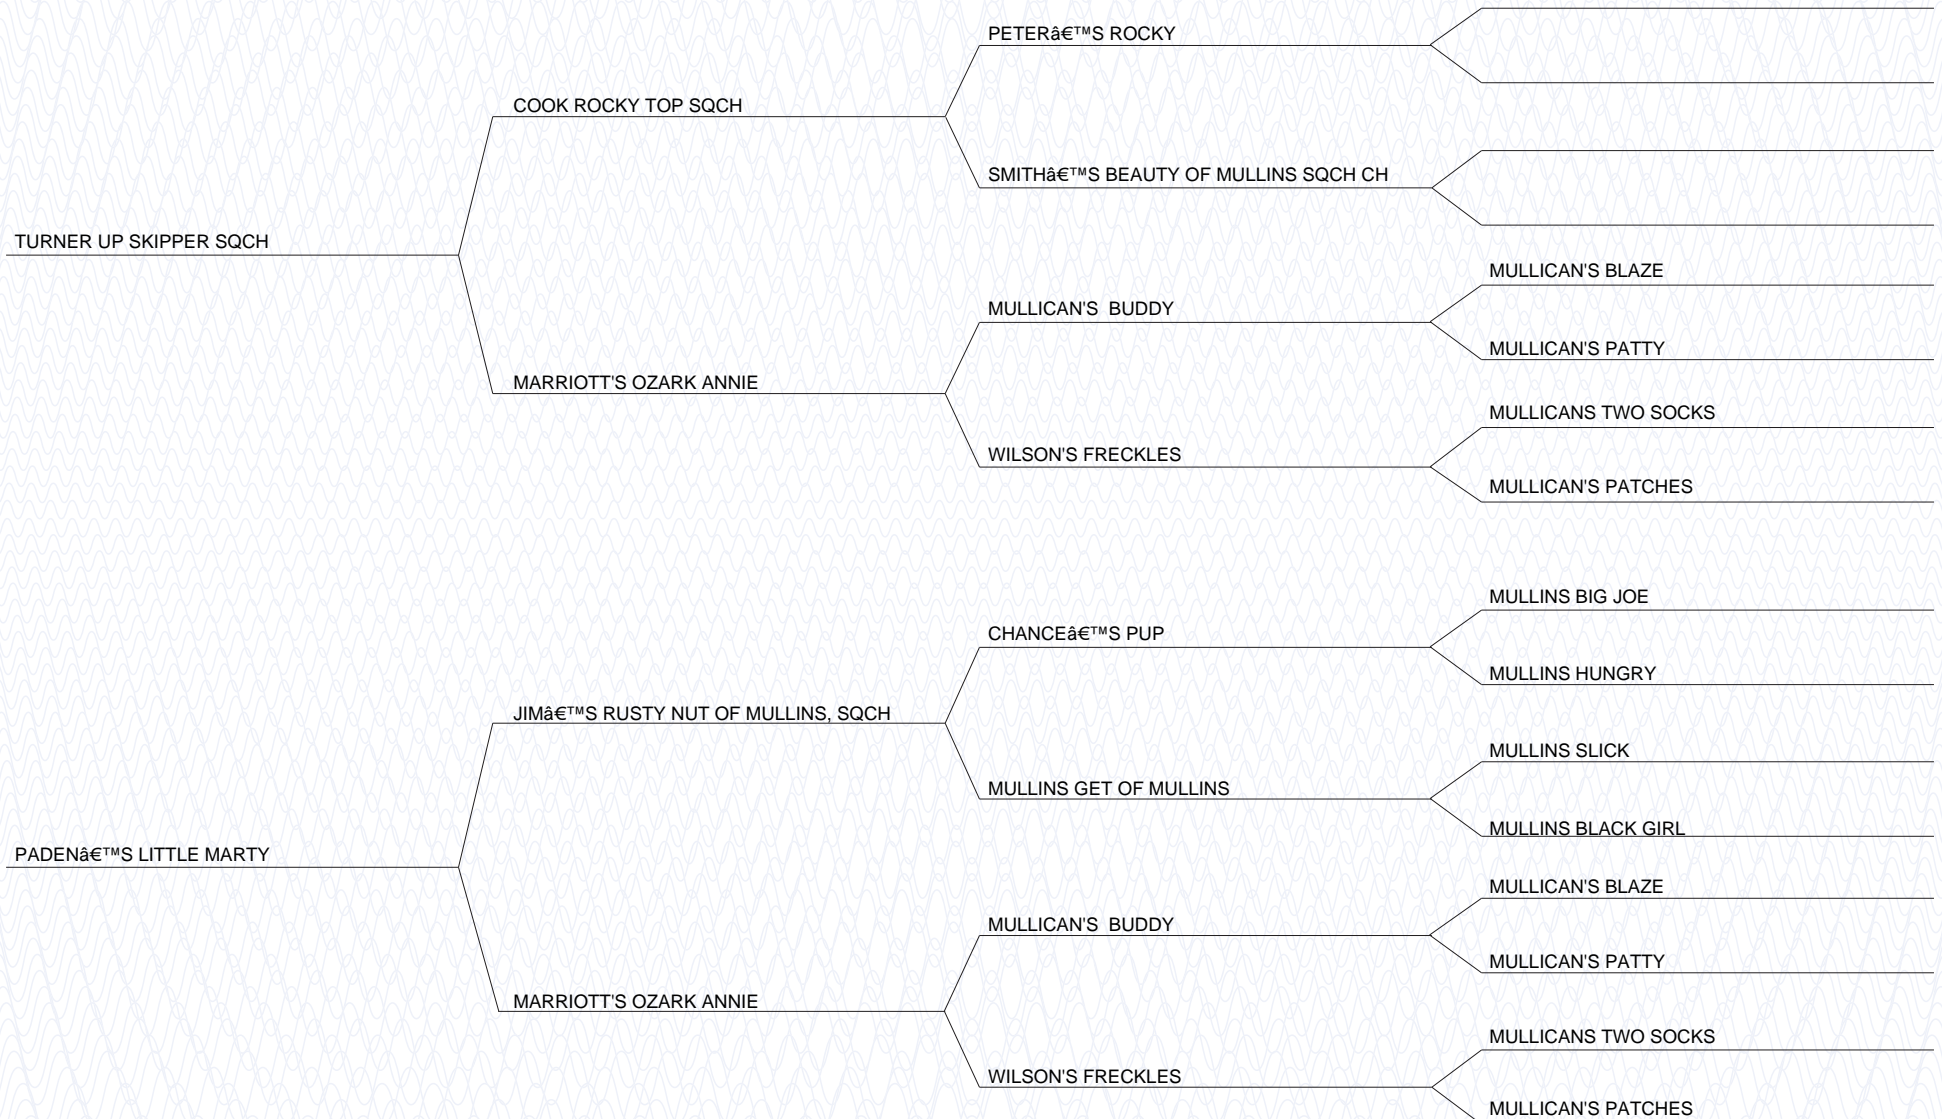 PETERâ€™S ROCKY
COOK ROCKY TOP SQCH
SMITHâ€™S BEAUTY OF MULLINS SQCH CH
TURNER UP SKIPPER SQCH
MULLICAN'S BLAZE
MULLICAN'S  BUDDY
MULLICAN'S PATTY
MARRIOTT'S OZARK ANNIE
MULLICANS TWO SOCKS
WILSON'S FRECKLES
MULLICAN'S PATCHES
MULLINS BIG JOE
CHANCEâ€™S PUP
MULLINS HUNGRY
JIMâ€™S RUSTY NUT OF MULLINS, SQCH
MULLINS SLICK
MULLINS GET OF MULLINS
MULLINS BLACK GIRL
PADENâ€™S LITTLE MARTY
MULLICAN'S BLAZE
MULLICAN'S  BUDDY
MULLICAN'S PATTY
MARRIOTT'S OZARK ANNIE
MULLICANS TWO SOCKS
WILSON'S FRECKLES
MULLICAN'S PATCHES